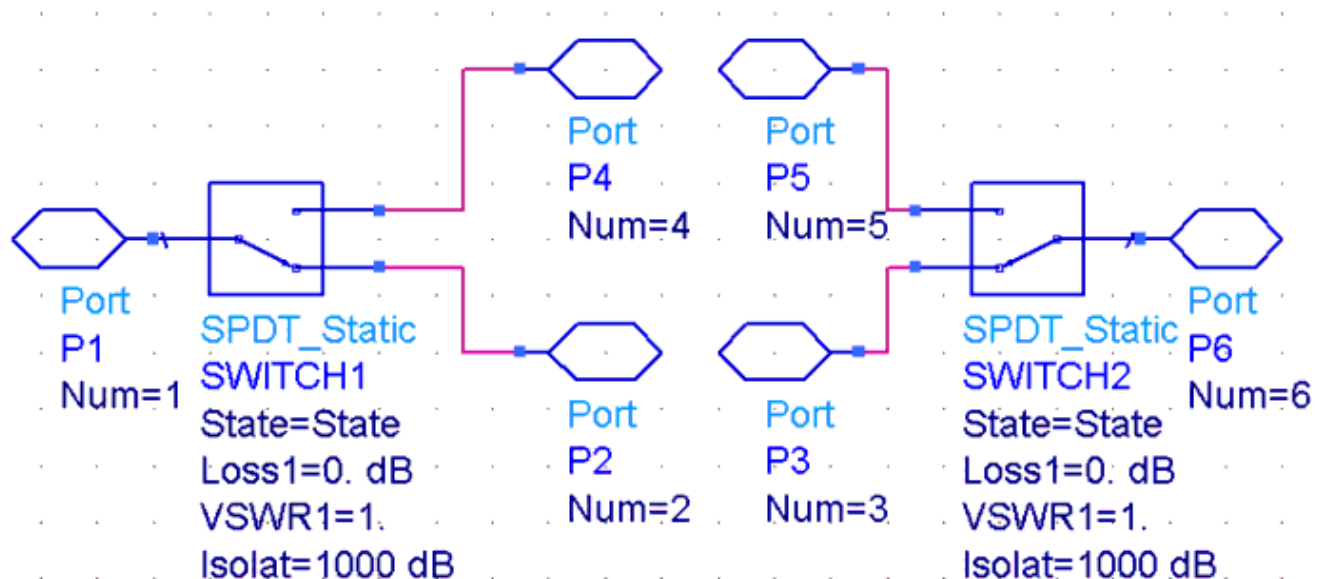 Port
P4
Num=4
Port
P5
Num=5
Port
P1
Num=1
SPDT_Static
SWITCH1
State=State
Loss1=0. dB
VSWR1=1.
Isolat=1000 dB
Port
P2
Num=2
Port
P3
Num=3
SPDT_Static
SWITCH2
State=State
Loss1=0. dB
VSWR1=1.
Isolat=1000 dB
Port
P6
Num=6